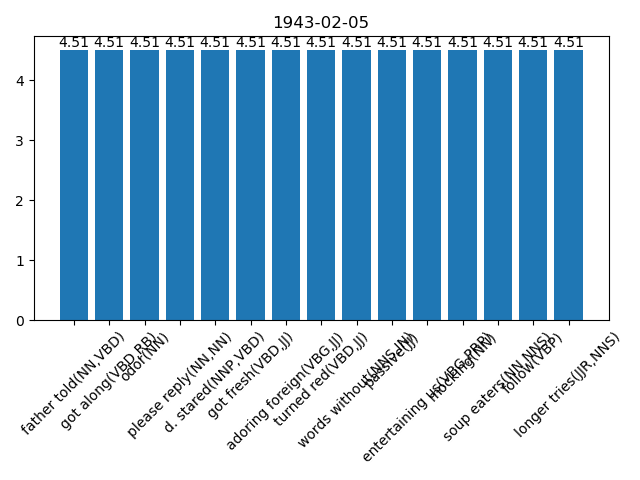 1943-02-05
4.51 4.51 4.51 4.51 4.51 4.51 4.51 4.51 4.51 4.51 4.51 4.51 4.51 4.51 4.51
4
3
2
1
0
father told(NN,VBD)
got along(VBD,RB)
odor(NN)
please reply(NN,NN)
d. stared(NNP,VBD)
got fresh(VBD,JJ)
adoring foreign(VBG,JJ)
turned red(VBD,JJ)
words without(NNS,IN)
passive(JJ)
entertaining us(VBG,PRP)
mocking(NN)
soup eaters(NN,NNS)
follow(VBP)
longer tries(JJR,NNS)